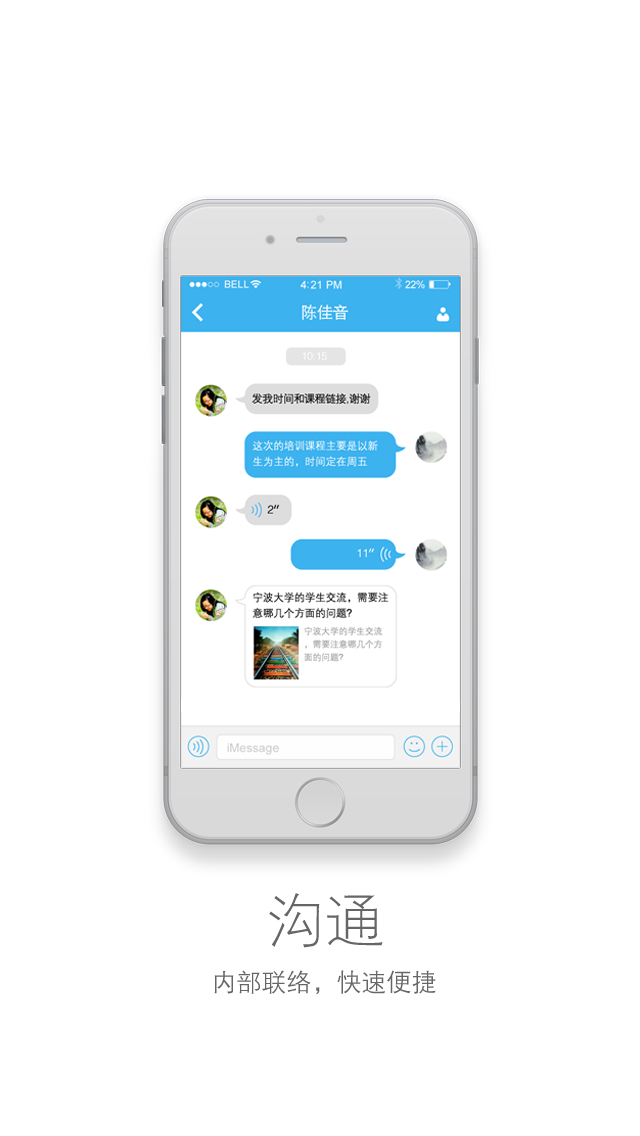 BELL 4:21 PM 22%
陈佳音
10:15
发我时间和课程链接,谢谢
这次的培训课程主要是以新
生为主的，时间定在周五
2″
11″
宁波大学的学生交流，需要注
意哪几个方面的问题?
宁波大学的学生交流
，需要注意哪几个方
面的问题?
iMessage
沟通
内部联络，快速便捷